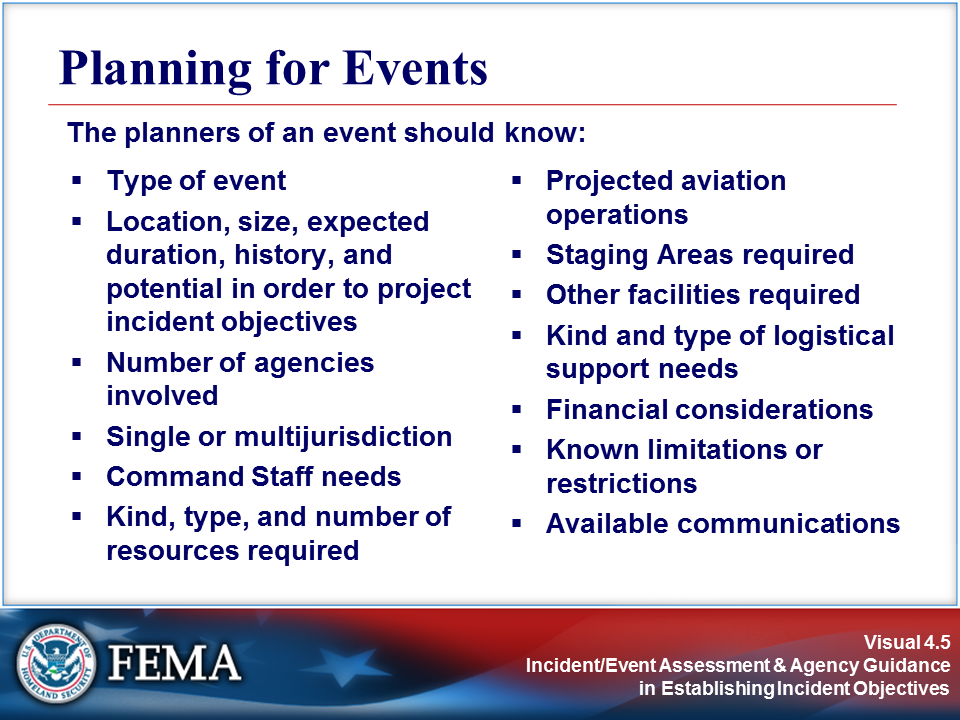 Planning for Events
The planners of an event should know:
▪ Type of event
▪ Location, size, expected
duration, history, and
potential in order to project
incident objectives
▪ Number of agencies
involved
▪ Single or multijurisdiction
▪ Command Staff needs
▪ Kind, type, and number of
resources required
▪ Projected aviation
operations
▪ Staging Areas required
▪ Other facilities required
▪ Kind and type of logistical
support needs
▪ Financial considerations
▪ Known limitations or
restrictions
▪ Available communications
U.S. DEPARTMENT OF
HOMELAND SECURITY
FEMA
Visual 4.5
Incident/Event Assessment & Agency Guidance
in Establishing Incident Objectives